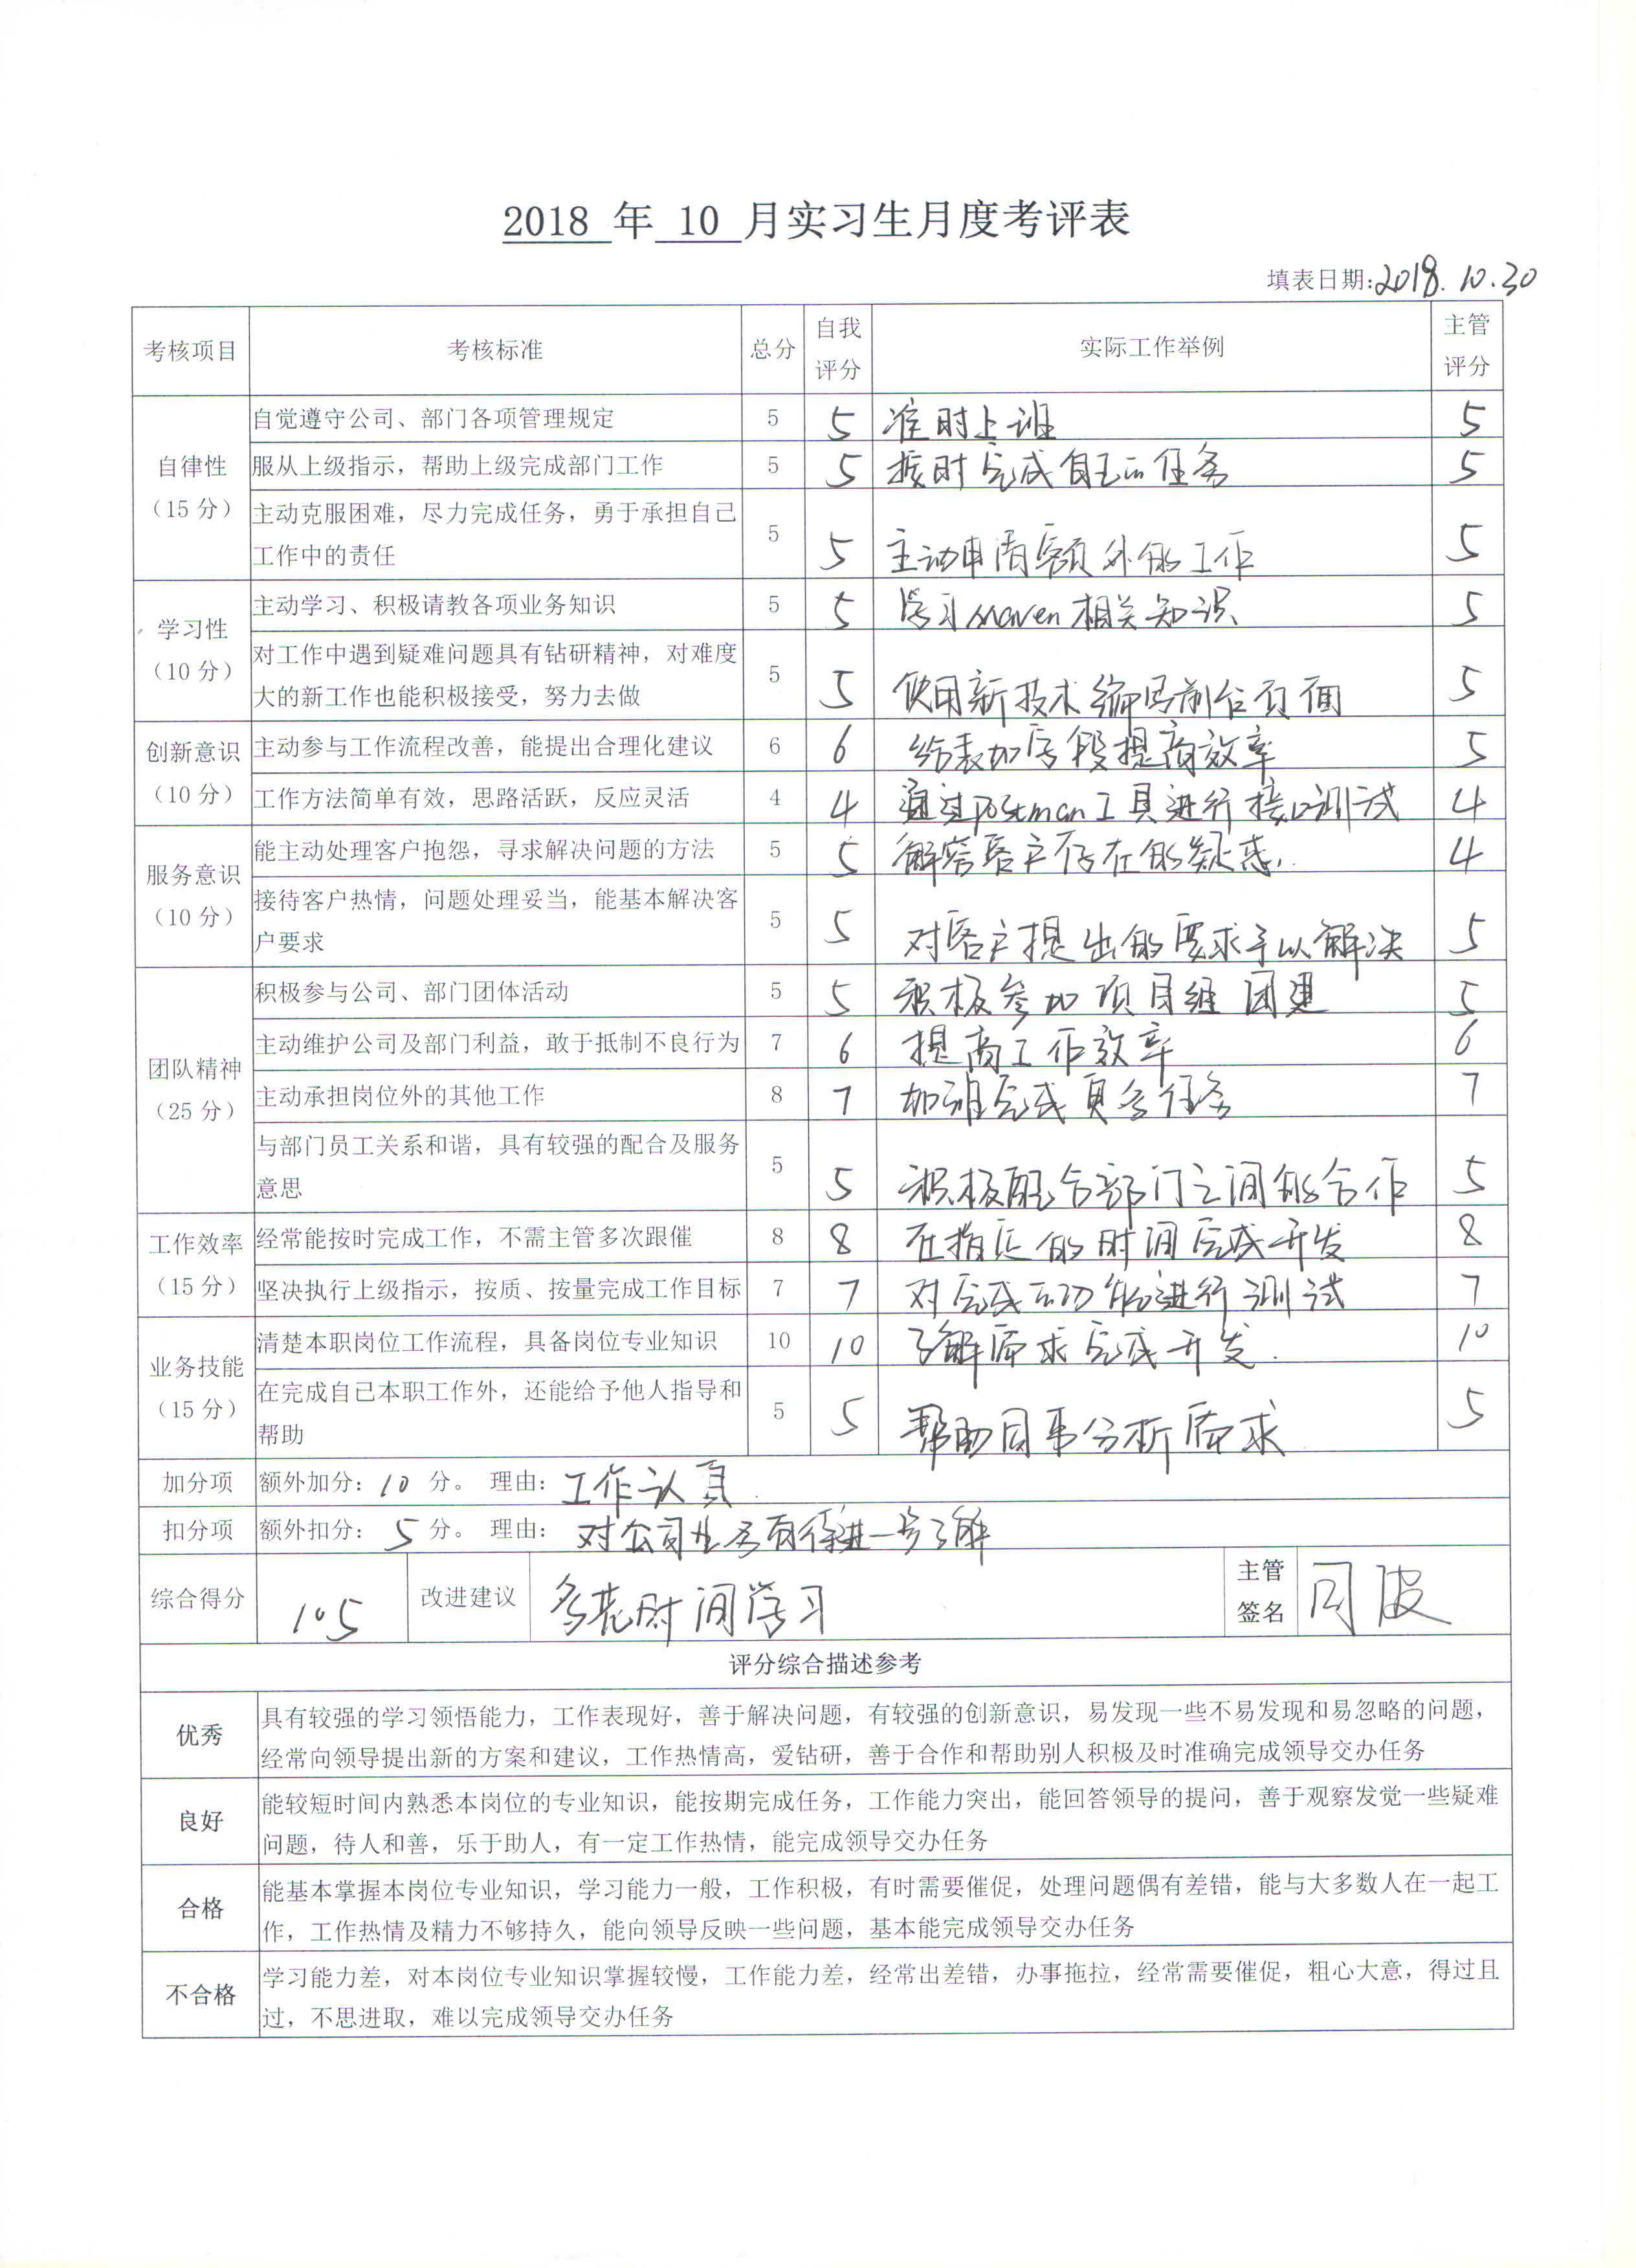 2018 年 10 月实习生月度考评表
填表日期:2018.10.30
考核项目 考核标准 总分 自我评分 实际工作举例 主管评分
自律性
（15 分）
自觉遵守公司、部门各项管理规定 5 5 准时上班 5
服从上级指示，帮助上级完成部门工作 5 5 按时完成自己的任务 5
主动克服困难，尽力完成任务，勇于承担自己
工作中的责任 5 5 主动申请额外的工作 5
学习性
（10 分）
主动学习、积极请教各项业务知识 5 5 学习maven相关知识 5
对工作中遇到疑难问题具有钻研精神，对难度
大的新工作也能积极接受，努力去做 5 5 使用新技术编写前台页面 5
创新意识
（10 分）
主动参与工作流程改善，能提出合理化建议 6 6 给表加字段提高效率 5
工作方法简单有效，思路活跃，反应灵活 4 4 通过postman工具进行接口测试 4
服务意识
（10 分）
能主动处理客户抱怨，寻求解决问题的方法 5 5 解答客户存在的疑惑 4
接待客户热情，问题处理妥当，能基本解决客
户要求 5 5 对客户提出的要求予以解决 5
团队精神
（25 分）
积极参与公司、部门团体活动 5 5 积极参加项目组团建 5
主动维护公司及部门利益，敢于抵制不良行为 7 6 提高工作效率 6
主动承担岗位外的其他工作 8 7 加班完成任务 7
与部门员工关系和谐，具有较强的配合及服务
意思 5 5 积极配合部门之间的合作 5
工作效率
（15 分）
经常能按时完成工作，不需主管多次跟催 8 8 在指定的时间完成开发 8
坚决执行上级指示，按质、按量完成工作目标 7 7 对完成的功能进行测试 7
业务技能
（15 分）
清楚本职岗位工作流程，具备岗位专业知识 10 10 了解需求完成开发. 10
在完成自己本职工作外，还能给予他人指导和
帮助 5 5 帮助同事分析需求 5
加分项 额外加分：10 分。 理由：工作认真
扣分项 额外扣分：5 分。 理由：对公司业务有待进一步了解
综合得分 105 改进建议 多花时间学习 主管签名 闫波
评分综合描述参考
优秀
具有较强的学习领悟能力，工作表现好，善于解决问题，有较强的创新意识，易发现一些不易发现和易忽略的问题，
经常向领导提出新的方案和建议，工作热情高，爱钻研，善于合作和帮助别人积极及时准确完成领导交办任务
良好
能较短时间内熟悉本岗位的专业知识，能按期完成任务，工作能力突出，能回答领导的提问，善于观察发觉一些疑难
问题，待人和善，乐于助人，有一定工作热情，能完成领导交办任务
合格
能基本掌握本岗位专业知识，学习能力一般，工作积极，有时需要催促，处理问题偶有差错，能与大多数人在一起工
作，工作热情及精力不够持久，能向领导反映一些问题，基本能完成领导交办任务
不合格
学习能力差，对本岗位专业知识掌握较慢，工作能力差，经常出差错，办事拖拉，经常需要催促，粗心大意，得过且
过，不思进取，难以完成领导交办任务